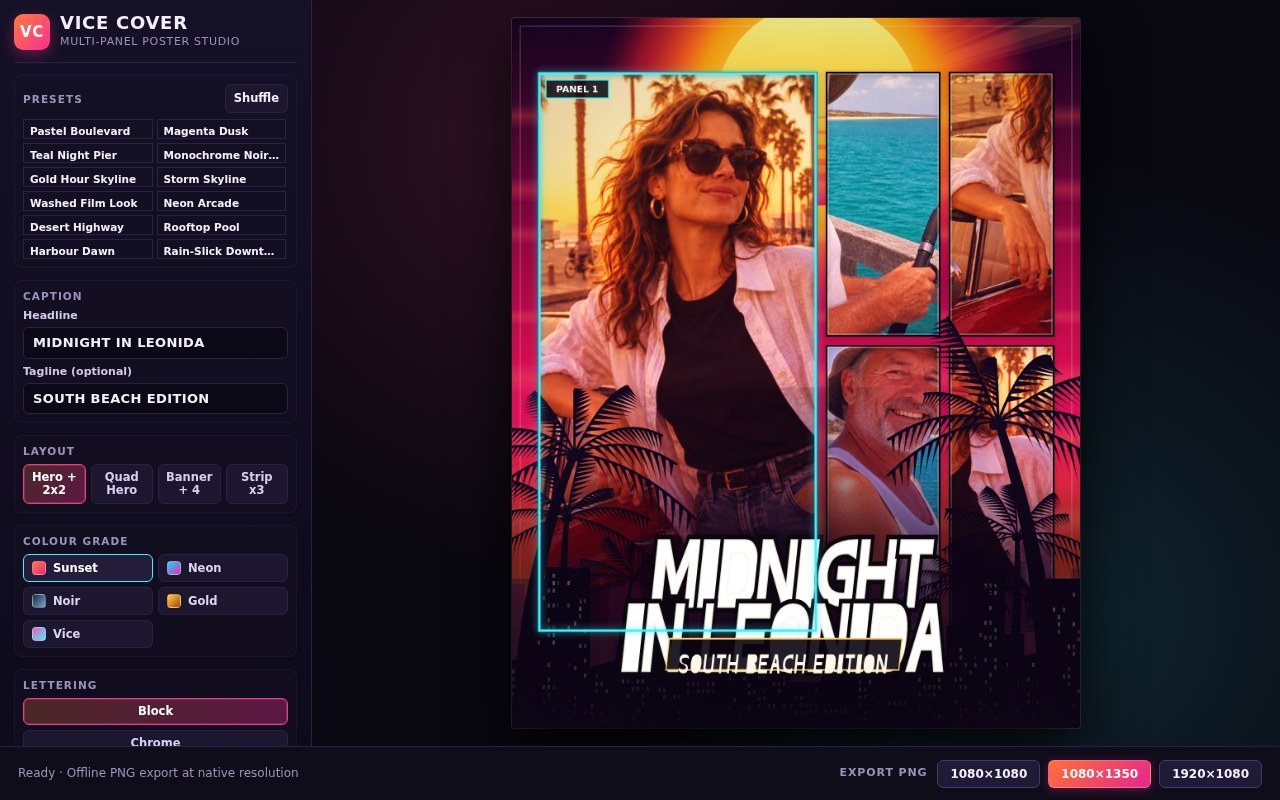 VC
VICE COVER
MULTI-PANEL POSTER STUDIO
PRESETS
Shuffle
Pastel Boulevard
Magenta Dusk
Teal Night Pier
Monochrome Noir...
Gold Hour Skyline
Storm Skyline
Washed Film Look
Neon Arcade
Desert Highway
Rooftop Pool
Harbour Dawn
Rain-Slick Downt...
CAPTION
Headline
MIDNIGHT IN LEONIDA
Tagline (optional)
SOUTH BEACH EDITION
LAYOUT
Hero +
2x2
Quad
Hero
Banner
+ 4
Strip
x3
COLOUR GRADE
Sunset
Neon
Noir
Gold
Vice
LETTERING
Block
Chrome
PANEL 1
MIDNIGHT
IN LEONIDA
SOUTH BEACH EDITION
Ready · Offline PNG export at native resolution
EXPORT PNG
1080×1080
1080×1350
1920×1080